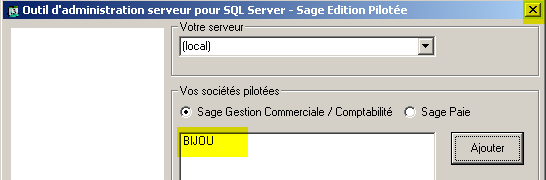 Outil d'administration serveur pour SQL Server - Sage Edition Pilotée
Votre serveur
(local)
Vos sociétés pilotées
Sage Gestion Commerciale / Comptabilité
Sage Paie
BIJOU
Ajouter